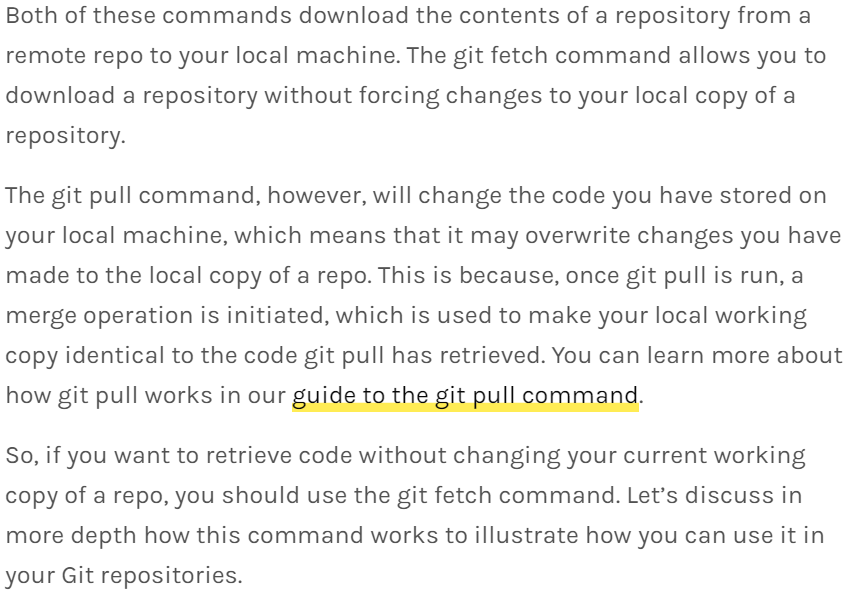 Both of these commands download the contents of a repository from a
remote repo to your local machine. The git fetch command allows you to
download a repository without forcing changes to your local copy of a
repository.
The git pull command, however, will change the code you have stored on
your local machine, which means that it may overwrite changes you have
made to the local copy of a repo. This is because, once git pull is run, a
merge operation is initiated, which is used to make your local working
copy identical to the code git pull has retrieved. You can learn more about
how git pull works in our guide to the git pull command.
So, if you want to retrieve code without changing your current working
copy of a repo, you should use the git fetch command. Let’s discuss in
more depth how this command works to illustrate how you can use it in
your Git repositories.